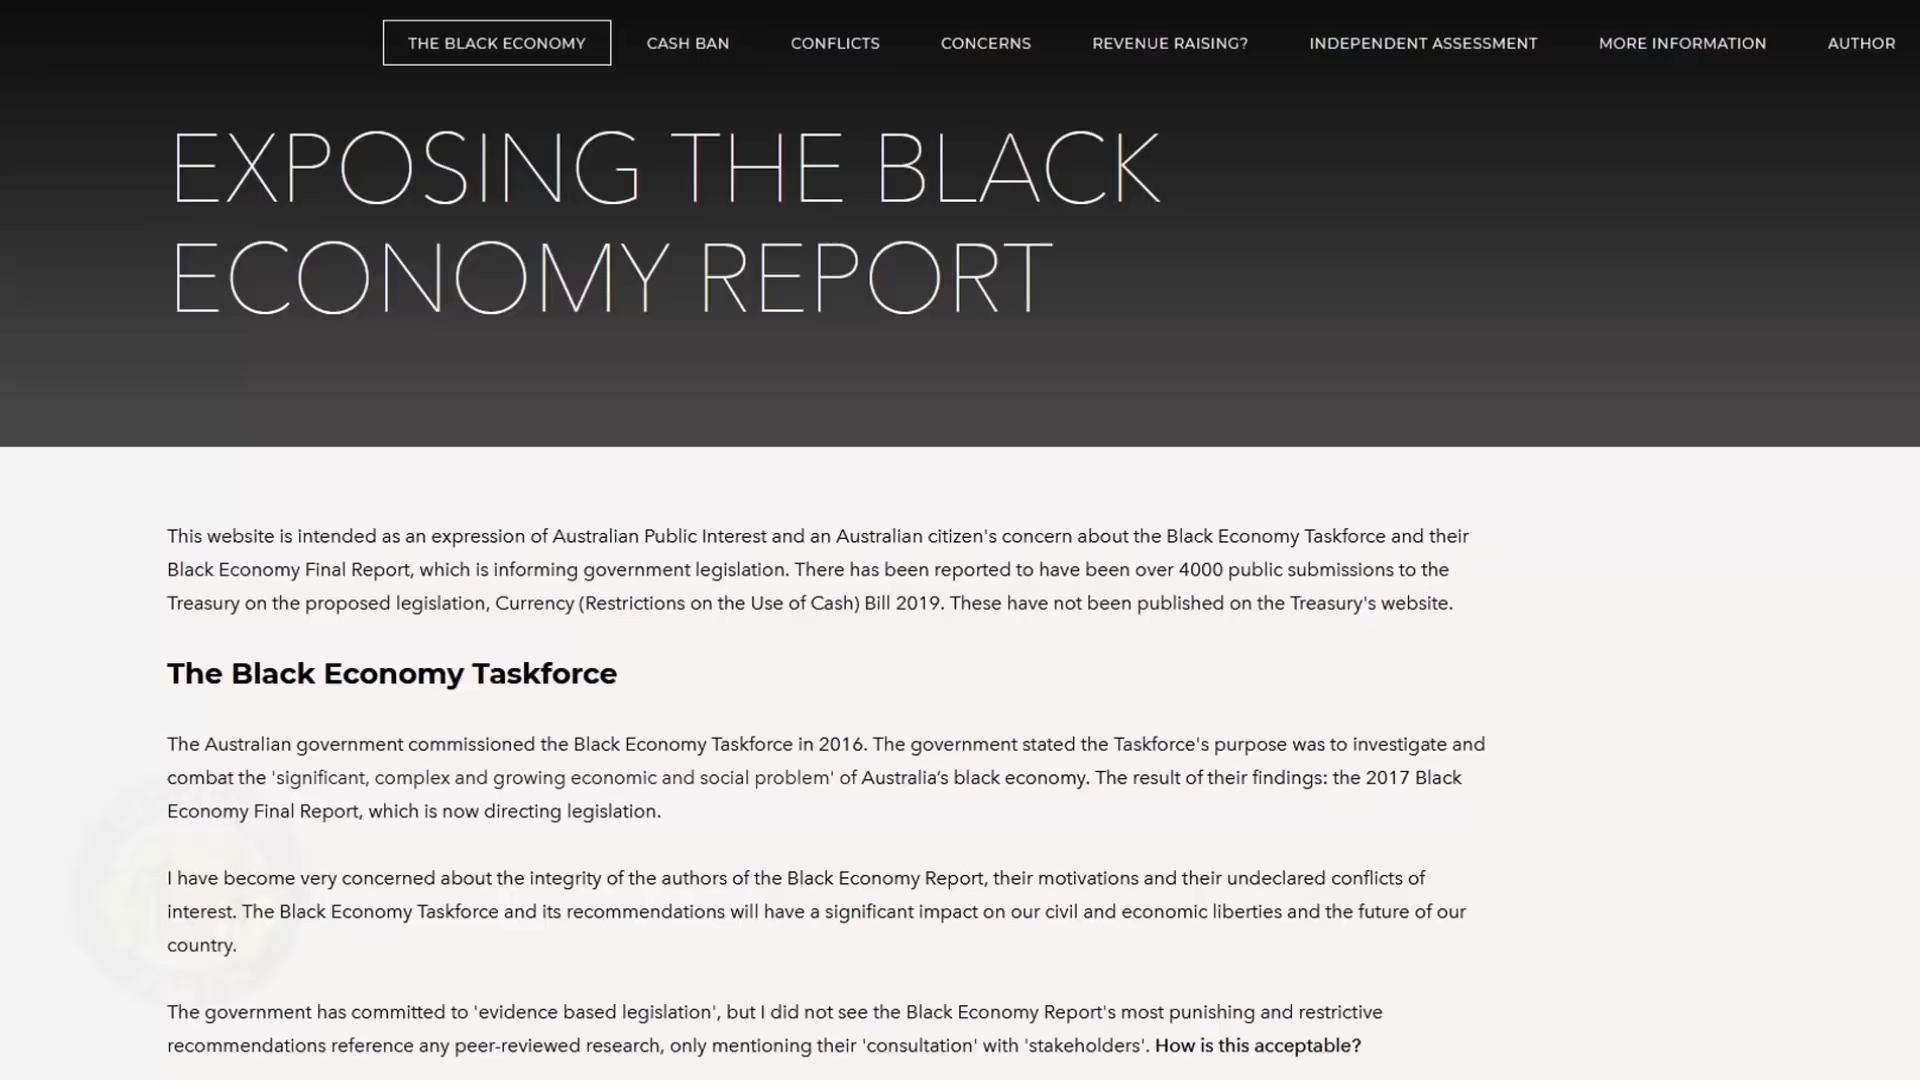 THE BLACK ECONOMY CASH BAN CONFLICTS CONCERNS REVENUE RAISING? INDEPENDENT ASSESSMENT MORE INFORMATION AUTHOR
EXPOSING THE BLACK
ECONOMY REPORT
This website is intended as an expression of Australian Public Interest and an Australian citizen's concern about the Black Economy Taskforce and their
Black Economy Final Report, which is informing government legislation. There has been reported to have been over 4000 public submissions to the
Treasury on the proposed legislation, Currency (Restrictions on the Use of Cash) Bill 2019. These have not been published on the Treasury's website.
The Black Economy Taskforce
The Australian government commissioned the Black Economy Taskforce in 2016. The government stated the Taskforce's purpose was to investigate and
combat the 'significant, complex and growing economic and social problem' of Australia’s black economy. The result of their findings: the 2017 Black
Economy Final Report, which is now directing legislation.
I have become very concerned about the integrity of the authors of the Black Economy Report, their motivations and their undeclared conflicts of
interest. The Black Economy Taskforce and its recommendations will have a significant impact on our civil and economic liberties and the future of our
country.
The government has committed to 'evidence based legislation', but I did not see the Black Economy Report's most punishing and restrictive
recommendations reference any peer-reviewed research, only mentioning their 'consultation' with 'stakeholders'. How is this acceptable?